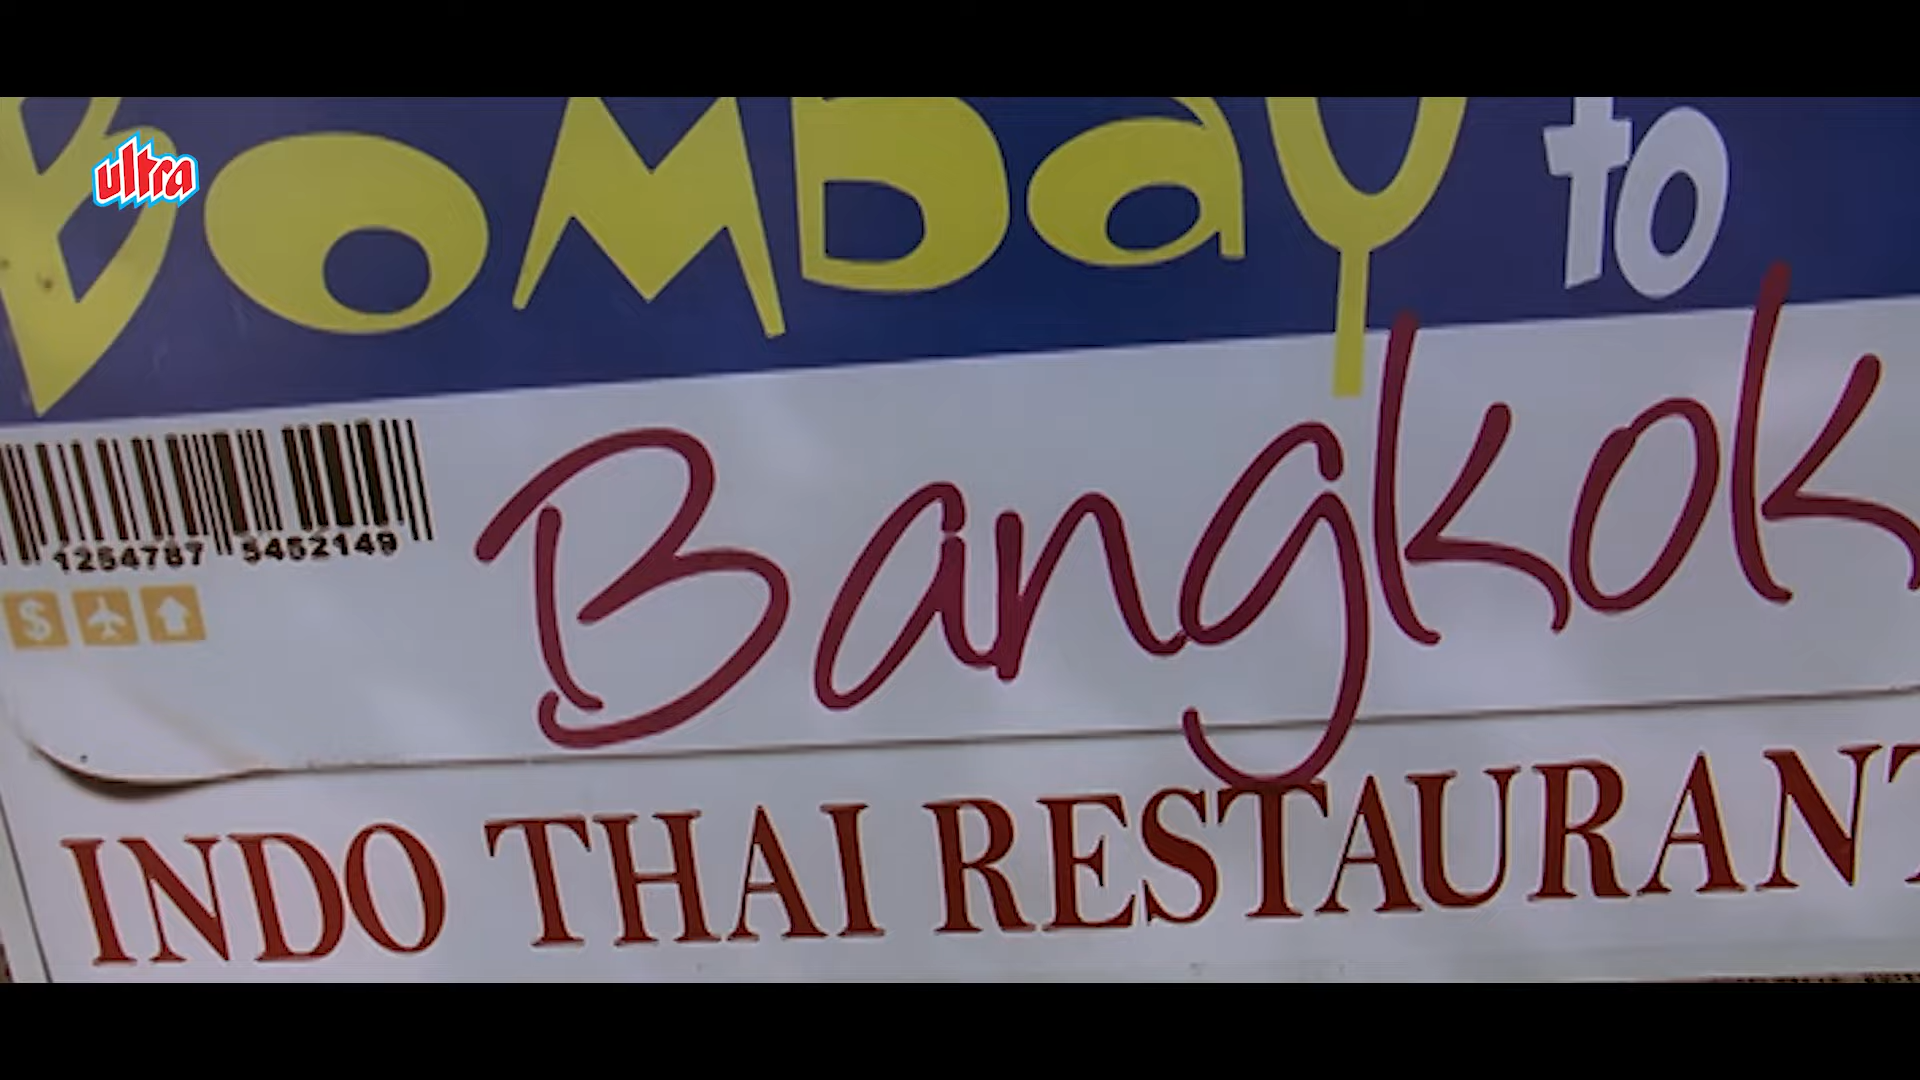 ultra
BOMBay to
1254787 5452149
$
Bangkok
INDO THAI RESTAURANT